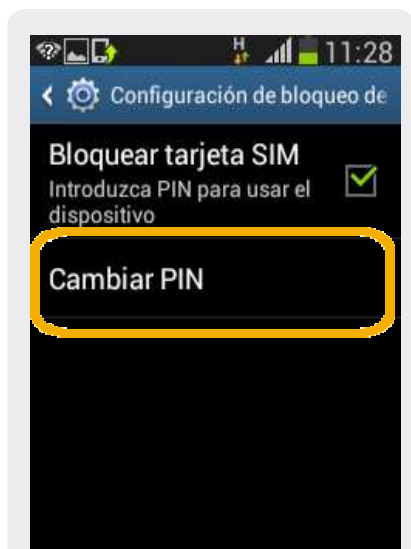 H 11:28
Configuración de bloqueo de
Bloquear tarjeta SIM
Introduzca PIN para usar el
dispositivo
Cambiar PIN